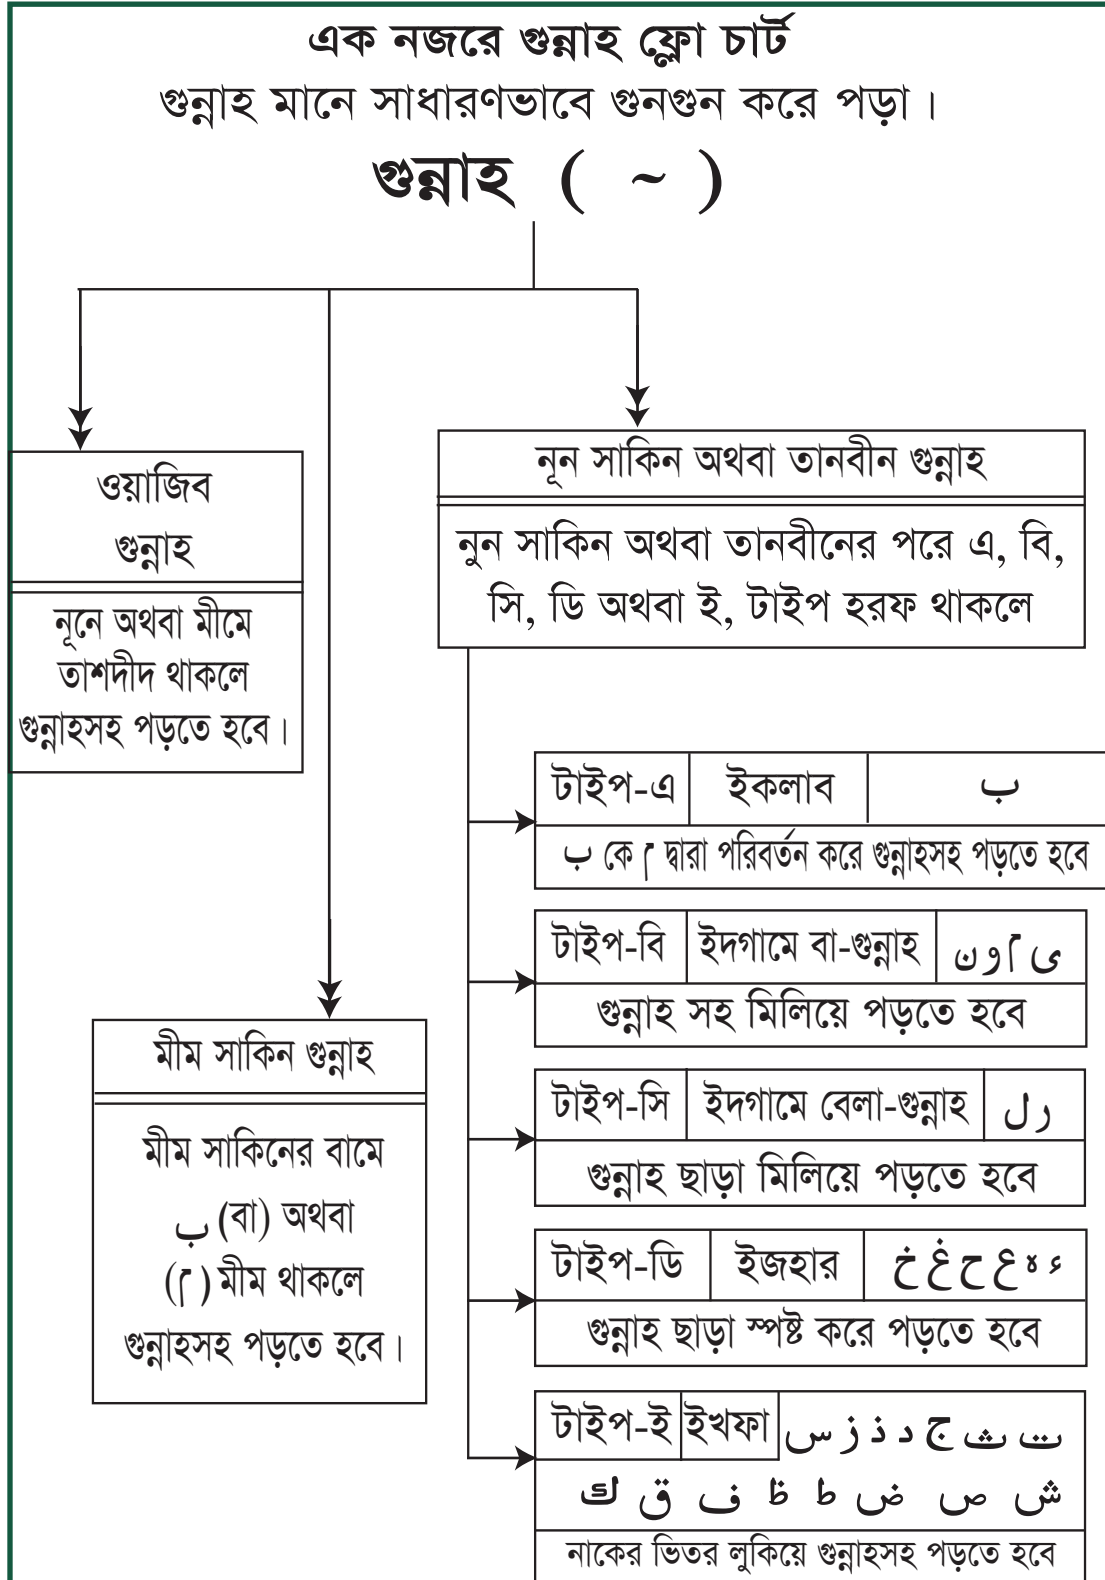 এক নজরে গুন্নাহ ফ্লো চার্ট
গুন্নাহ মানে সাধারণভাবে গুনগুন করে পড়া।
গুন্নাহ ( ~ )
ওয়াজিব
গুন্নাহ
নূনে অথবা মীমে
তাশদীদ থাকলে
গুন্নাহসহ পড়তে হবে।
মীম সাকিন গুন্নাহ
মীম সাকিনের বামে
ب (বা) অথবা
(م) মীম থাকলে
গুন্নাহসহ পড়তে হবে।
নূন সাকিন অথবা তানবীন গুন্নাহ
নুন সাকিন অথবা তানবীনের পরে এ, বি,
সি, ডি অথবা ই, টাইপ হরফ থাকলে
টাইপ-এ ইকলাব ب
ب কে م দ্বারা পরিবর্তন করে গুন্নাহসহ পড়তে হবে
টাইপ-বি ইদগামে বা-গুন্নাহ ى م و ن
গুন্নাহ সহ মিলিয়ে পড়তে হবে
টাইপ-সি ইদগামে বেলা-গুন্নাহ ر ل
গুন্নাহ ছাড়া মিলিয়ে পড়তে হবে
টাইপ-ডি ইজহার ء ه ع ح غ خ
গুন্নাহ ছাড়া স্পষ্ট করে পড়তে হবে
টাইপ-ই ইখফা ت ث ج د ذ ز س
ش ص ض ط ظ ف ق ك
নাকের ভিতর লুকিয়ে গুন্নাহসহ পড়তে হবে